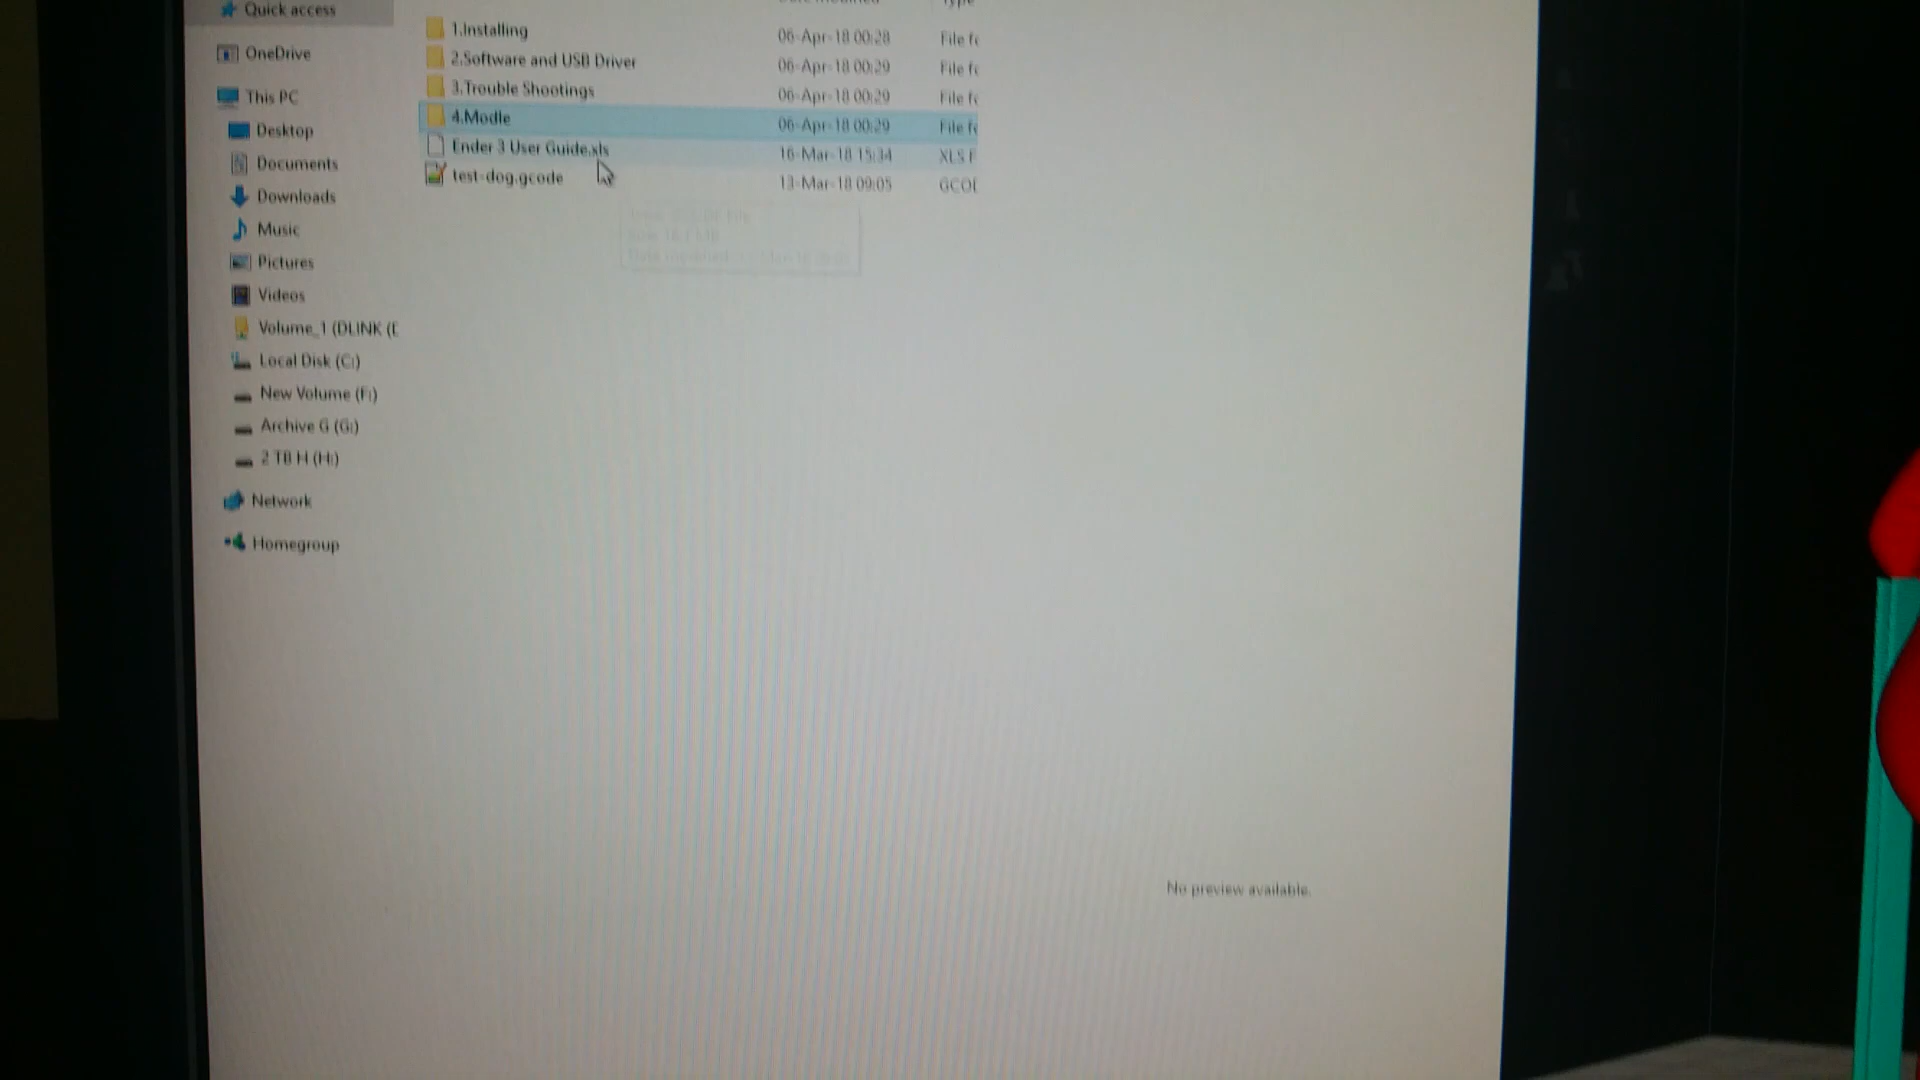 Quick access
OneDrive
This PC
Desktop
Documents
Downloads
Music
Pictures
Videos
Volume_1 (DLINK (
Local Disk (C:)
New Volume (F:)
Archive G (G:)
2 TB H (H:)
Network
Homegroup
1.Installing 06-Apr-18 00:28 File fo
2.Software and USB Driver 06-Apr-18 00:29 File fo
3.Trouble Shootings 06-Apr-18 00:29 File fo
4.Modle 06-Apr-18 00:29 File fo
Ender 3 User Guide.xls 16-Mar-18 15:34 XLS F
test-dog.gcode 13-Mar-18 09:05 GCO
No preview available.